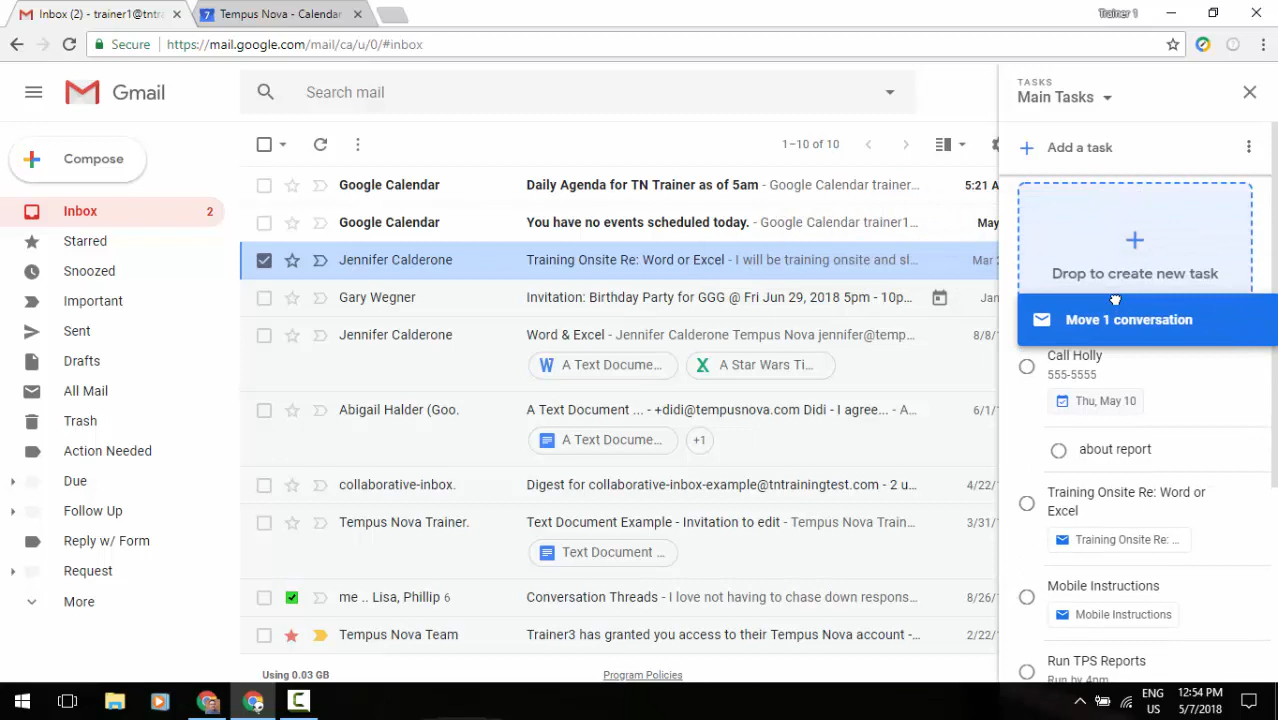 Inbox (2) - trainer1@tntra
Tempus Nova - Calendar
Trainer 1
Secure
https://mail.google.com/mail/ca/u/0/#inbox
Gmail
Search mail
TASKS
Main Tasks
Compose
1–10 of 10
Add a task
Inbox
2
Starred
Snoozed
Important
Sent
Drafts
All Mail
Trash
Action Needed
Due
Follow Up
Reply w/ Form
Request
More
Google Calendar
Daily Agenda for TN Trainer as of 5am - Google Calendar trainer...
5:21 A
Google Calendar
You have no events scheduled today. - Google Calendar trainer1...
May
Jennifer Calderone
Training Onsite Re: Word or Excel - I will be training onsite and sl...
Mar 2
Gary Wegner
Invitation: Birthday Party for GGG @ Fri Jun 29, 2018 5pm - 10p...
Jan
Jennifer Calderone
Word & Excel - Jennifer Calderone Tempus Nova jennifer@temp...
8/8/
W A Text Docume...
X A Star Wars Ti...
Abigail Halder (Goo.
A Text Document ... - +didi@tempusnova.com Didi - I agree... - A...
6/1/
A Text Docume...
+1
collaborative-inbox.
Digest for collaborative-inbox-example@tntrainingtest.com - 2 u...
4/22/
Tempus Nova Trainer.
Text Document Example - Invitation to edit - Tempus Nova Train...
3/31/
Text Document ...
me .. Lisa, Phillip 6
Conversation Threads - I love not having to chase down respons...
8/26/
Tempus Nova Team
Trainer3 has granted you access to their Tempus Nova account -...
2/22/
Using 0.03 GB
Program Policies
Drop to create new task
Move 1 conversation
Call Holly
555-5555
Thu, May 10
about report
Training Onsite Re: Word or
Excel
Training Onsite Re: ...
Mobile Instructions
Mobile Instructions
Run TPS Reports
Run by 4pm
ENG
US
12:54 PM
5/7/2018